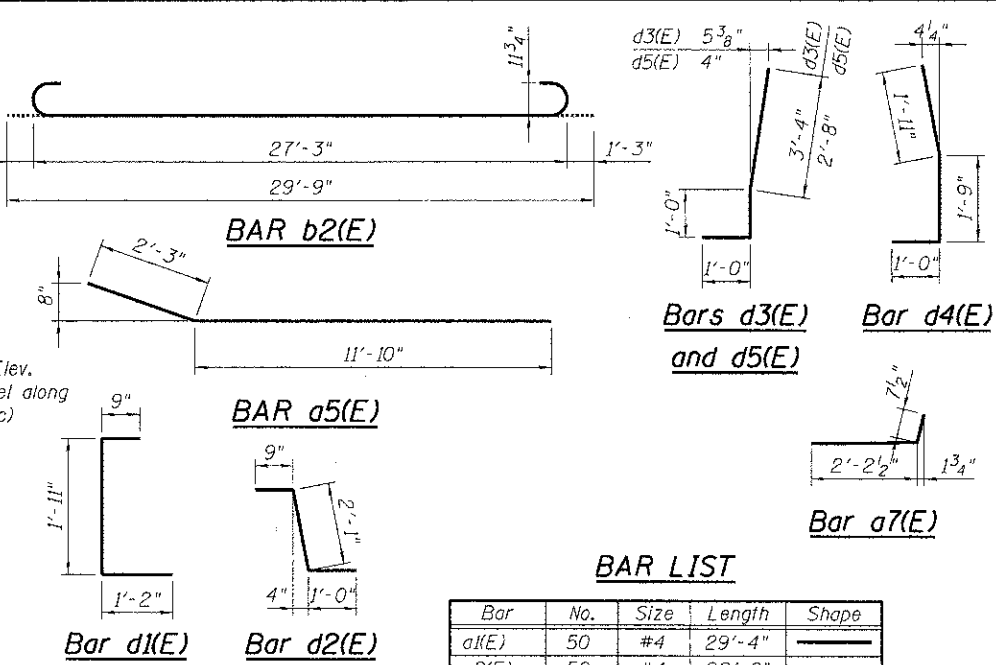 11 3/4"
27'-3"
1'-3"
29'-9"
BAR b2(E)
d3(E) 5 3/8"
d5(E) 4"
d3(E)
d5(E)
3'-4"
2'-8"
1'-0"
1'-0"
Bars d3(E)
and d5(E)
4 1/4"
1'-11"
1'-9"
1'-0"
Bar d4(E)
2'-3"
8"
11'-10"
BAR a5(E)
lev.
el along
c)
9"
1'-11"
1'-2"
Bar d1(E)
9"
4"
1'-0"
Bar d2(E)
7 1/2"
2'-2 1/2"
1 3/4"
Bar a7(E)
BAR LIST
Bar No. Size Length Shape
a1(E) 50 #4 29'-4"